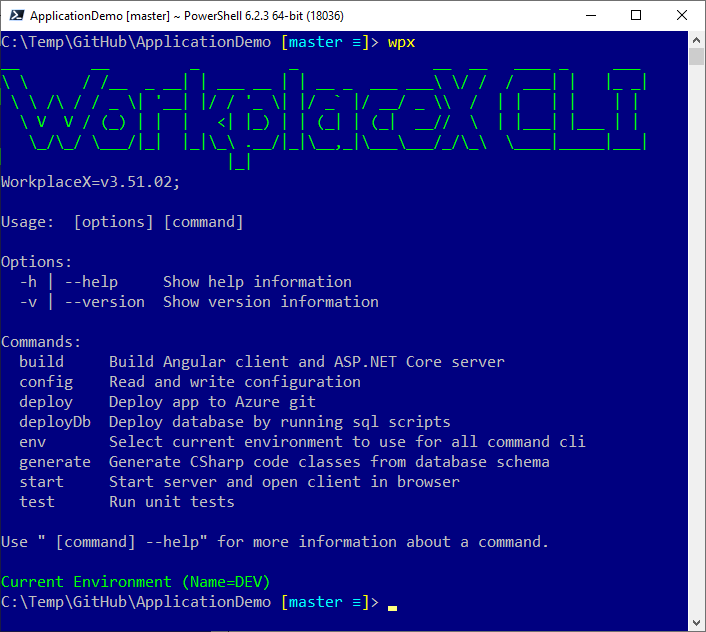 ApplicationDemo [master] ~ PowerShell 6.2.3 64-bit (18036)
C:\Temp\GitHub\ApplicationDemo [master ≡]> wpx
WorkplaceX CLI
WorkplaceX=v3.51.02;
Usage:  [options] [command]
Options:
-h | --help     Show help information
-v | --version  Show version information
Commands:
build     Build Angular client and ASP.NET Core server
config    Read and write configuration
deploy    Deploy app to Azure git
deployDb  Deploy database by running sql scripts
env       Select current environment to use for all command cli
generate  Generate CSharp code classes from database schema
start     Start server and open client in browser
test      Run unit tests
Use " [command] --help" for more information about a command.
Current Environment (Name=DEV)
C:\Temp\GitHub\ApplicationDemo [master ≡]>